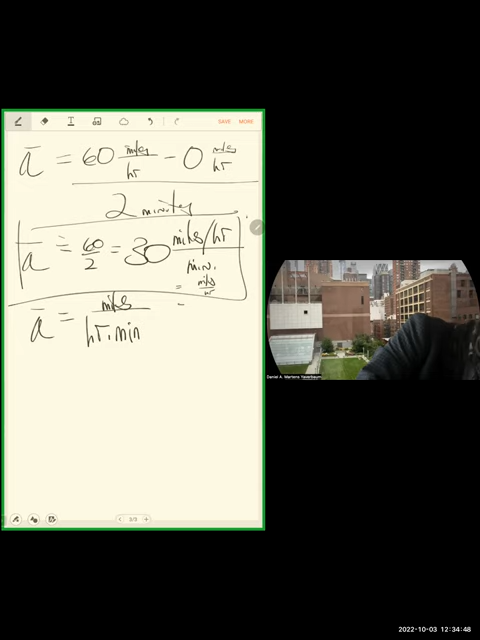 SAVE MORE
ā = 60 miles/hr - 0 miles/hr
2 minutes
ā = 60/2 = 30 miles/hr/min.
= miles/hr
ā = miles/hr.min =
3/3
Daniel A. Martens Yaverbaum
2022-10-03 12:34:48